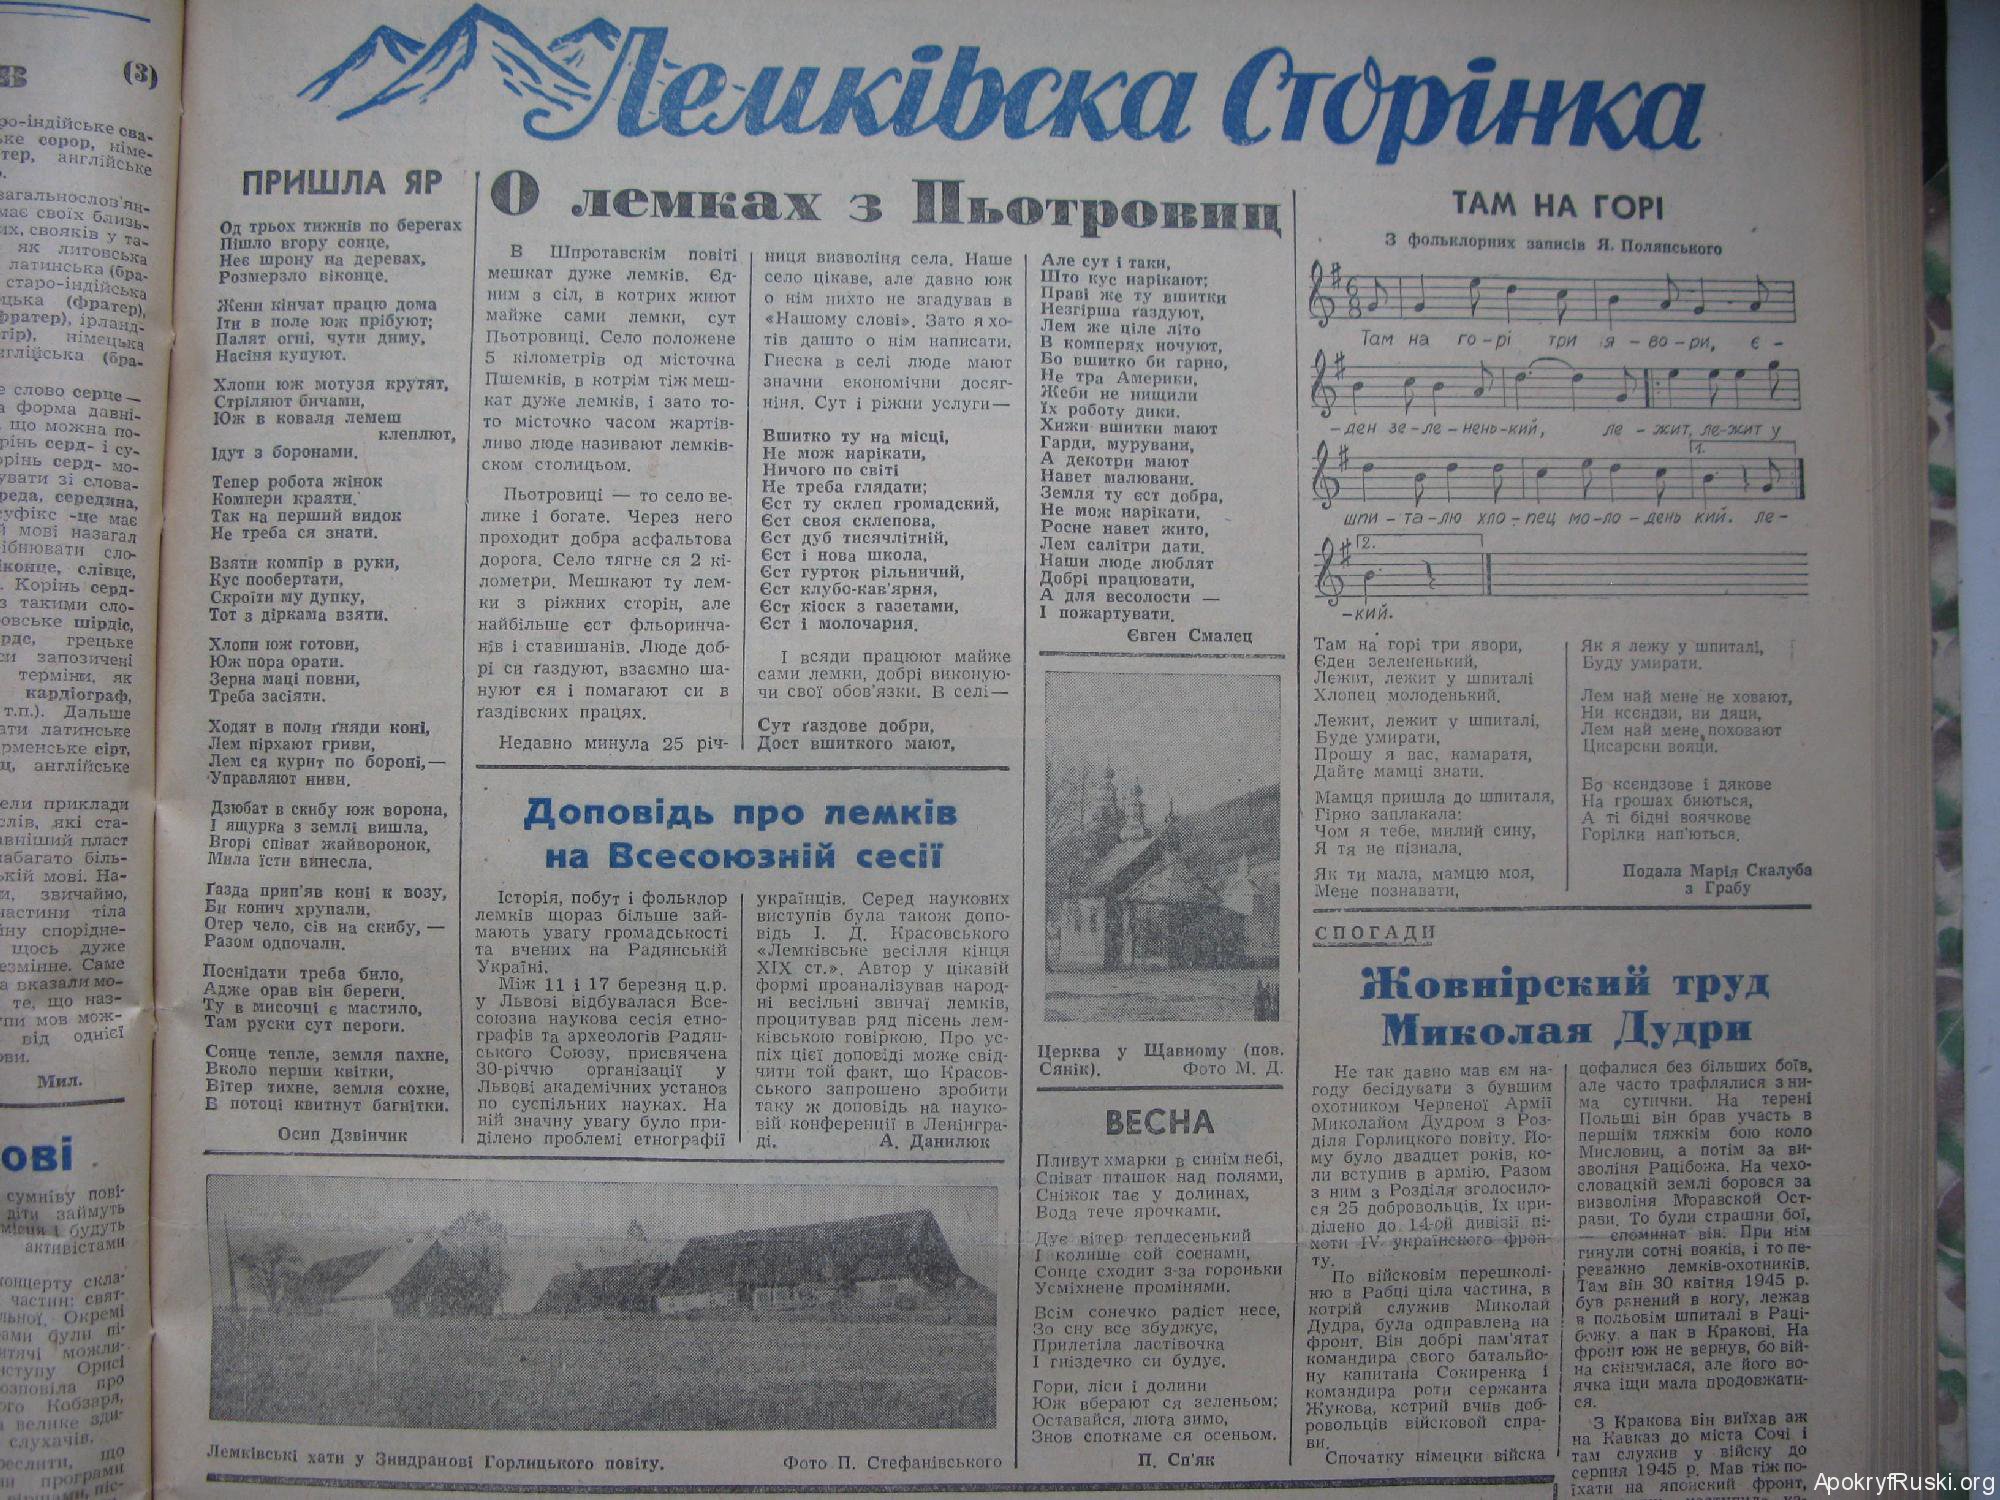 Лемківска Сторінка
ПРИШЛА ЯР
Од трьох тижнів по берегах
Пішло вгору сонце,
Неє шрону на деревах,
Розмерзло віконце.
Жени кінчат працю дома
Іти в поле юж прібуют;
Палят огні, чути диму,
Насіня купуют.
Хлопи юж мотузя крутят,
Стріляют бичами,
Юж в коваля лемеш
клеплют,
Ідут з боронами.
Тепер робота жінок
Компери краяти.
Так на перший видок
Не треба ся знати.
Взяти компір в руки,
Кус пообертати,
Скроїти му дупку,
Тот з діркама взяти.
Хлопи юж готови,
Юж пора орати.
Зерна маці повни,
Треба засіяти.
Ходят в поли ґняди коні,
Лем пірхают гриви,
Лем ся курит по бороні,—
Управляют ниви.
Дзюбат в скибу юж ворона,
І ящурка з землі вишла,
Вгорі співат жайворонок,
Мила їсти винесла.
Ґазда прип'яв коні к возу,
Би конич хрупали,
Отер чело, сів на скибу, —
Разом одпочали.
Поснідати треба било,
Адже орав він береги.
Ту в мисочці є мастило,
Там руски сут пероги.
Сонце тепле, земля пахне,
Вколо перши квітки,
Вітер тихне, земля сохне,
В потоці квитнут багнітки.
Осип Дзвінчик
О лемках з Пьотровиц
В Шпротавскім повіті
мешкат дуже лемків. Єд-
ним з сіл, в котрих жиют
майже сами лемки, сут
Пьотровиці. Село положене
5 кілометрів од місточка
Пшемків, в котрім тіж меш-
кат дуже лемків, і зато то-
то місточко часом жартів-
ливо люде називают лемків-
ском столицьом.
Пьотровиці — то село ве-
лике і богате. Через него
проходит добра асфальтова
дорога. Село тягне ся 2 кі-
лометри. Мешкают ту лем-
ки з ріжних сторін, але
найбільше єст фльоринча-
нів і ставишанів. Люде доб-
рі си ґаздуют, взаємно ша-
нуют ся і помагают си в
ґаздівских працях.
Недавно минула 25 річ-
ниця визволіня села. Наше
село цікаве, але давно юж
о нім нихто не згадував в
«Нашому слові». Зато я хо-
тів дашто о нім написати.
Гнеска в селі люде мают
значни економічни досяг-
ніня. Сут і ріжни услуги—
Вшитко ту на місці,
Не мож нарікати,
Ничого по світі
Не треба глядати;
Єст ту склеп громадский,
Єст своя склепова,
Єст дуб тисячлітній,
Єст і нова школа,
Єст гурток рільничий,
Єст клубо-кав'ярня,
Єст кіоск з газетами,
Єст і молочарня.
І всяди працюют майже
сами лемки, добрі виконую-
чи свої обов'язки. В селі—
Сут ґаздове добри,
Дост вшиткого мают,
Але сут і таки,
Што кус нарікают;
Праві же ту вшитки
Незгірша ґаздуют,
Лем же ціле літо
В комперях ночуют,
Бо вшитко би гарно,
Не тра Америки,
Жеби не нищили
Їх роботу дики.
Хижи вшитки мают
Гарди, мурувани,
А декотри мают
Навет малювани.
Земля ту єст добра,
Не мож нарікати,
Росне навет жито,
Лем салітри дати.
Наши люде люблят
Добрі працювати,
А для весолости —
І пожартувати.
Євген Смалец
Доповідь про лемків
на Всесоюзній сесії
Історія, побут і фольклор
лемків щораз більше зай-
мають увагу громадськості
та вчених на Радянській
Україні.
Між 11 і 17 березня ц.р.
у Львові відбувалася Все-
союзна наукова сесія етно-
графів та археологів Радян-
ського Союзу, присвячена
30-річчю організації у
Львові академічних установ
по суспільних науках. На
ній значну увагу було при-
ділено проблемі етнографії
українців. Серед наукових
виступів була також допо-
відь І. Д. Красовського
«Лемківське весілля кінця
XIX ст.». Автор у цікавій
формі проаналізував народ-
ні весільні звичаї лемків,
процитував ряд пісень лем-
ківською говіркою. Про ус-
піх цієї доповіді може свід-
чити той факт, що Красов-
ського запрошено зробити
таку ж доповідь на науко-
вій конференції в Ленінгра-
ді. А. Данилюк
Лемківські хати у Зиндранові Горлицького повіту. Фото П. Стефанівського
Церква у Щавному (пов.
Сянік). Фото М. Д.
ВЕСНА
Пливут хмарки в синім небі,
Співат пташок над полями,
Сніжок тає у долинах,
Вода тече ярочками.
Дує вітер теплесенький
І колише сой соснами,
Сонце сходит з-за гороньки
Усміхнене промінями.
Всім сонечко радіст несе,
Зо сну все збуджує,
Прилетіла ластівочка
І гніздечко си будує.
Гори, ліси і долини
Юж вберают ся зеленьом;
Оставайся, люта зимо,
Знов споткаме ся осеньом.
П. Сп'як
ТАМ НА ГОРІ
З фольклорних записів Я. Полянського
Там на го-рі три я-во-ри, є-
-ден зе-ле-нень-кий, ле-жит, ле-жит у
1.
шпи-та-лю хло-пец мо-ло-день кий. ле-
2.
-кий.
Там на горі три явори,
Єден зелененький,
Лежит, лежит у шпиталі
Хлопец молоденький.
Лежит, лежит у шпиталі,
Буде умирати,
Прошу я вас, камаратя,
Дайте мамці знати.
Мамця пришла до шпиталя,
Гірко заплакала:
Чом я тебе, милий сину,
Я тя не пізнала.
Як ти мала, мамцю моя,
Мене познавати,
Як я лежу у шпиталі,
Буду умирати.
Лем най мене не ховают,
Ни ксендзи, ни дяци,
Лем най мене поховают
Цисарски вояци.
Бо ксендзове і дякове
На грошах биються,
А ті бідні воячкове
Горілки нап'ються.
Подала Марія Скалуба
з Грабу
СПОГАДИ
Жовнірский труд
Миколая Дудри
Не так давно мав єм на-
году бесідувати з бувшим
охотником Червеної Армії
Миколайом Дудром з Роз-
діля Горлицкого повіту. По-
му було двадцет років, ко-
ли вступив в армію. Разом
з ним з Розділя зголосило-
ся 25 добровольців. Їх при-
ділено до 14-ой дивізії пі-
хоти IV украінского фрон-
ту.
По війсковім перешколі-
ню в Рабці ціла частина, в
котрій служив Миколай
Дудра, була одправлена на
фронт. Він добрі пам'ятат
командира свого батальйо-
ну капитана Сокиренка і
командира роти сержанта
Жукова, котрий вчив доб-
ровольців війсковой спра-
ви.
Спочатку німецки війска
цофалися без більших боїв,
але часто трафлялися з ни-
ма сутички. На терені
Польщі він брав участь в
першім тяжкім бою коло
Мисловиц, а потім за виз-
воліня Рацібожа. На чехо-
словацкій землі боровся за
визволіня Моравской Ост-
рави. То були страшни бої,
— споминат він. При нім
гинули сотні вояків, і то пе-
реважно лемків-охотників.
Там він 30 квітня 1945 р.
був ранений в ногу, лежав
в польовім шпиталі в Раці-
божу, а пак в Кракові. На
фронт юж не вернув, бо вій-
на скінчилася, але його во-
ячка іщи мала продовжати-
ся.
З Кракова він виїхав аж
на Кавказ до міста Сочі і
там служив у війску до
серпня 1945 р. Мав тіж по-
їхати на японский фронт,
(3)
Мил.
ові
ApokryfRuski.org